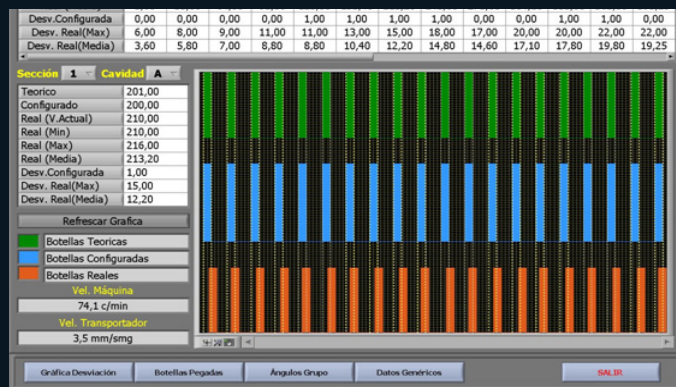 Desv.Configurada 0,00 0,00 0,00 0,00 1,00 1,00 1,00 1,00 0,00 0,00 1,00 1,00 0,00
Desv. Real(Max) 6,00 8,00 9,00 11,00 11,00 13,00 15,00 18,00 17,00 20,00 20,00 22,00 22,00
Desv. Real(Media) 3,60 5,80 7,00 8,80 8,80 10,40 12,20 14,80 14,60 17,10 17,80 19,80 19,25
Sección 1 Cavidad A
Teorico 201,00
Configurado 200,00
Real (V.Actual) 210,00
Real (Min) 210,00
Real (Max) 216,00
Real (Media) 213,20
Desv.Configurada 1,00
Desv. Real(Max) 15,00
Desv. Real(Media) 12,20
Refrescar Grafica
Botellas Teoricas
Botellas Configuradas
Botellas Reales
Vel. Máquina
74,1 c/min
Vel. Transportador
3,5 mm/smg
Gráfica Desviación Botellas Pegadas Ángulos Grupo Datos Genéricos SALIR